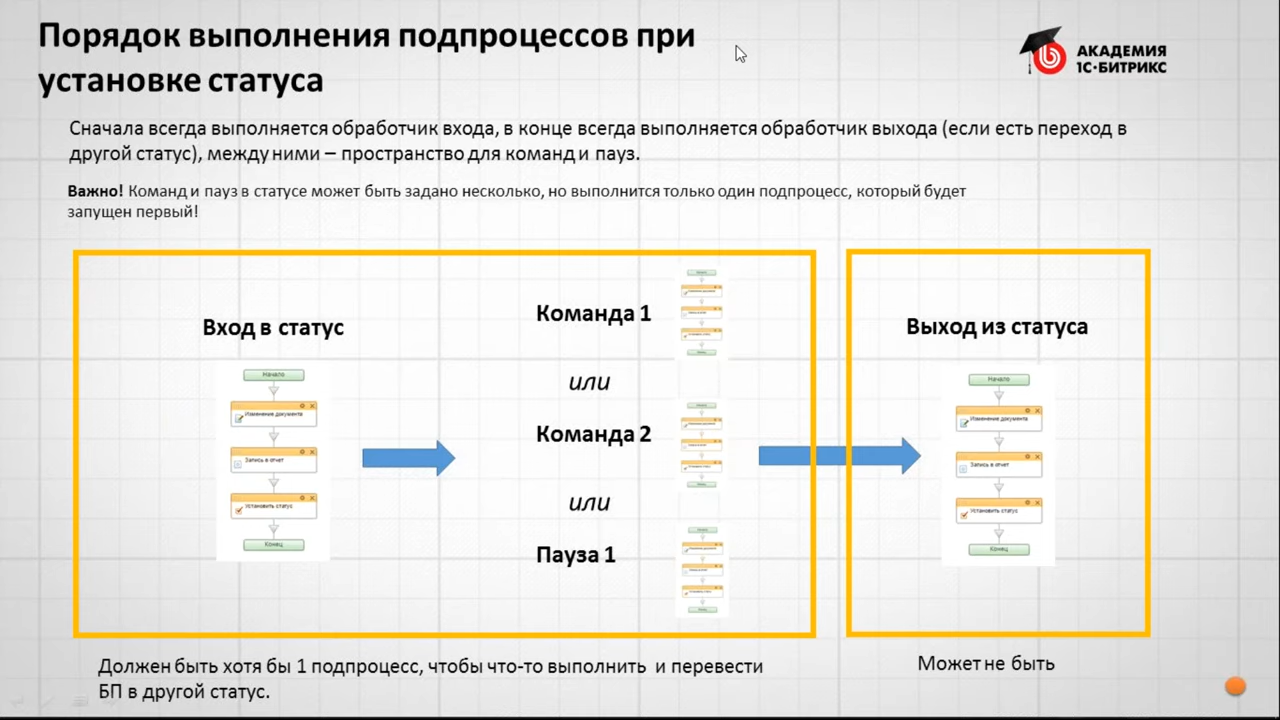 Порядок выполнения подпроцессов при
установке статуса
АКАДЕМИЯ
1С·БИТРИКС
Сначала всегда выполняется обработчик входа, в конце всегда выполняется обработчик выхода (если есть переход в
другой статус), между ними – пространство для команд и пауз.
Важно! Команд и пауз в статусе может быть задано несколько, но выполнится только один подпроцесс, который будет
запущен первый!
Вход в статус
Начало
Изменение документа
Запись в отчет
Установить статус
Конец
Команда 1
или
Команда 2
или
Пауза 1
Выход из статуса
Начало
Изменение документа
Запись в отчет
Установить статус
Конец
Должен быть хотя бы 1 подпроцесс, чтобы что-то выполнить и перевести
БП в другой статус.
Может не быть